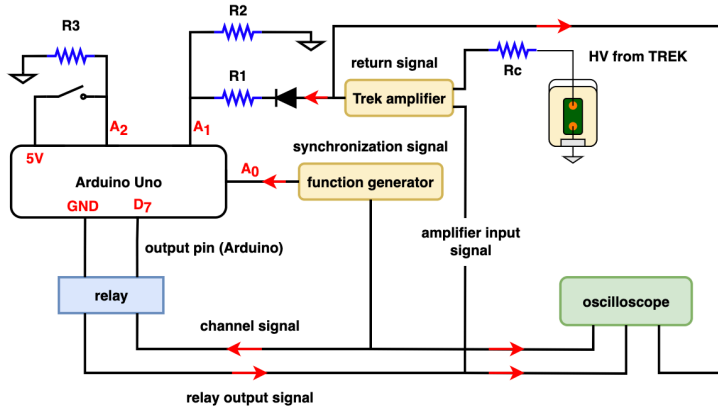 R3
R2
R1
return signal
Rc
HV from TREK
Trek amplifier
A2
A1
5V
synchronization signal
Arduino Uno
A0
function generator
GND
D7
output pin (Arduino)
amplifier input
signal
relay
oscilloscope
channel signal
relay output signal